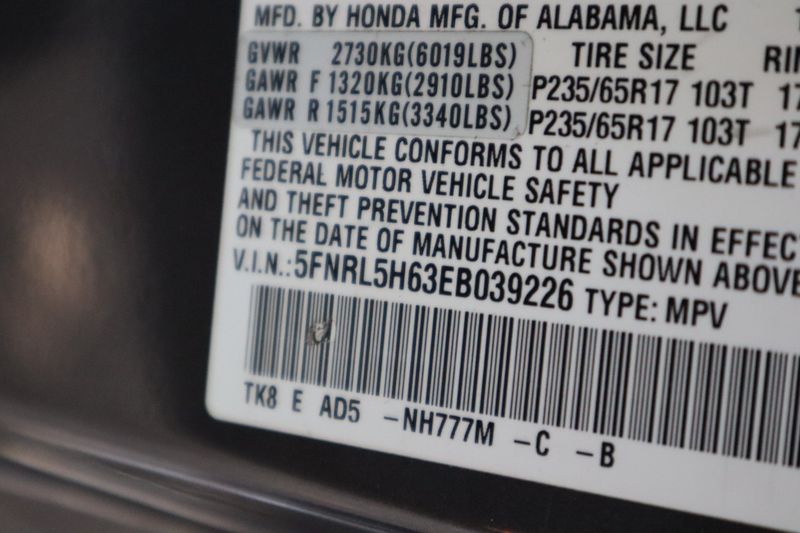 MFD. BY HONDA MFG. OF ALABAMA, LLC
GVWR 2730KG(6019LBS) TIRE SIZE
GAWR F 1320KG(2910LBS) P235/65R17 103T
GAWR R 1515KG(3340LBS) P235/65R17 103T
THIS VEHICLE CONFORMS TO ALL APPLICABLE
FEDERAL MOTOR VEHICLE SAFETY
AND THEFT PREVENTION STANDARDS IN EFFEC
ON THE DATE OF MANUFACTURE SHOWN ABOVE
V.I.N.:5FNRL5H63EB039226 TYPE: MPV
TK8 E AD5 -NH777M -C -B